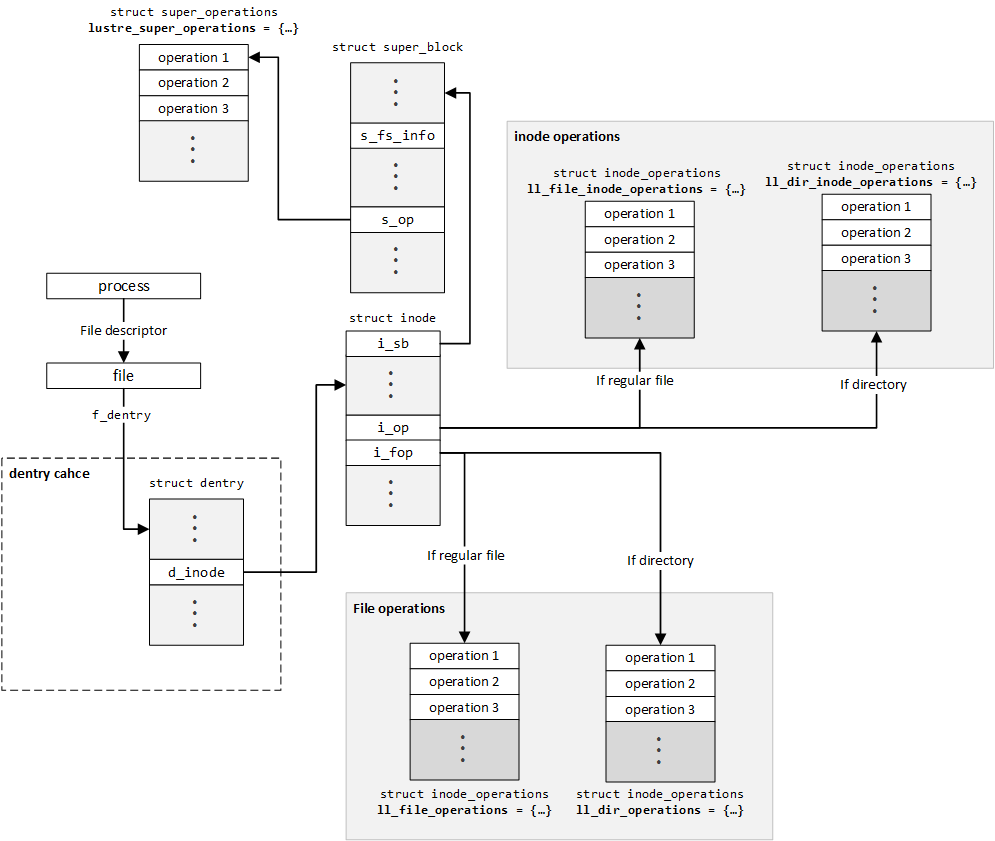 struct super_operations
lustre_super_operations = {…}
operation 1
operation 2
operation 3
struct super_block
s_fs_info
s_op
inode operations
struct inode_operations
ll_file_inode_operations = {…}
operation 1
operation 2
operation 3
struct inode_operations
ll_dir_inode_operations = {…}
operation 1
operation 2
operation 3
If regular file
If directory
process
File descriptor
file
f_dentry
struct inode
i_sb
i_op
i_fop
dentry cahce
struct dentry
d_inode
If regular file
If directory
File operations
operation 1
operation 2
operation 3
struct inode_operations
ll_file_operations = {…}
operation 1
operation 2
operation 3
struct inode_operations
ll_dir_operations = {…}